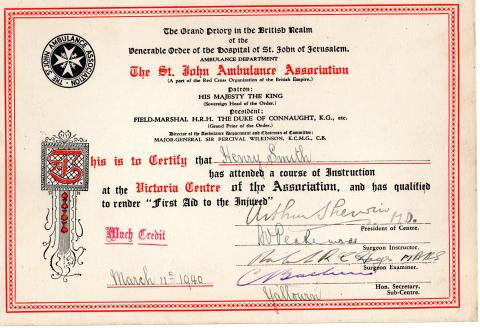 The Grand Priory in the British Realm
of the
Venerable Order of the Hospital of St. John of Jerusalem.
AMBULANCE DEPARTMENT
THE ST. JOHN AMBULANCE ASSOCIATION
The St. John Ambulance Association
(A part of the Red Cross Organisation of the British Empire.)
Patron:
HIS MAJESTY THE KING
(Sovereign Head of the Order.)
President:
FIELD-MARSHAL H.R.H. THE DUKE OF CONNAUGHT, K.G., etc.
(Grand Prior of the Order.)
Director of the Ambulance Department and Chairman of Committee:
MAJOR-GENERAL SIR PERCIVAL WILKINSON, K.C.M.G., C.B.
This is to Certify that Henry Smith
has attended a course of Instruction
at the Victoria Centre of the Association, and has qualified
to render "First Aid to the Injured"
Arthur Sherwin M.D.
President of Centre.
Much Credit
Surgeon Instructor.
Surgeon Examiner.
March 11th 1940
Hon. Secretary
Yallourn
Sub-Centre.